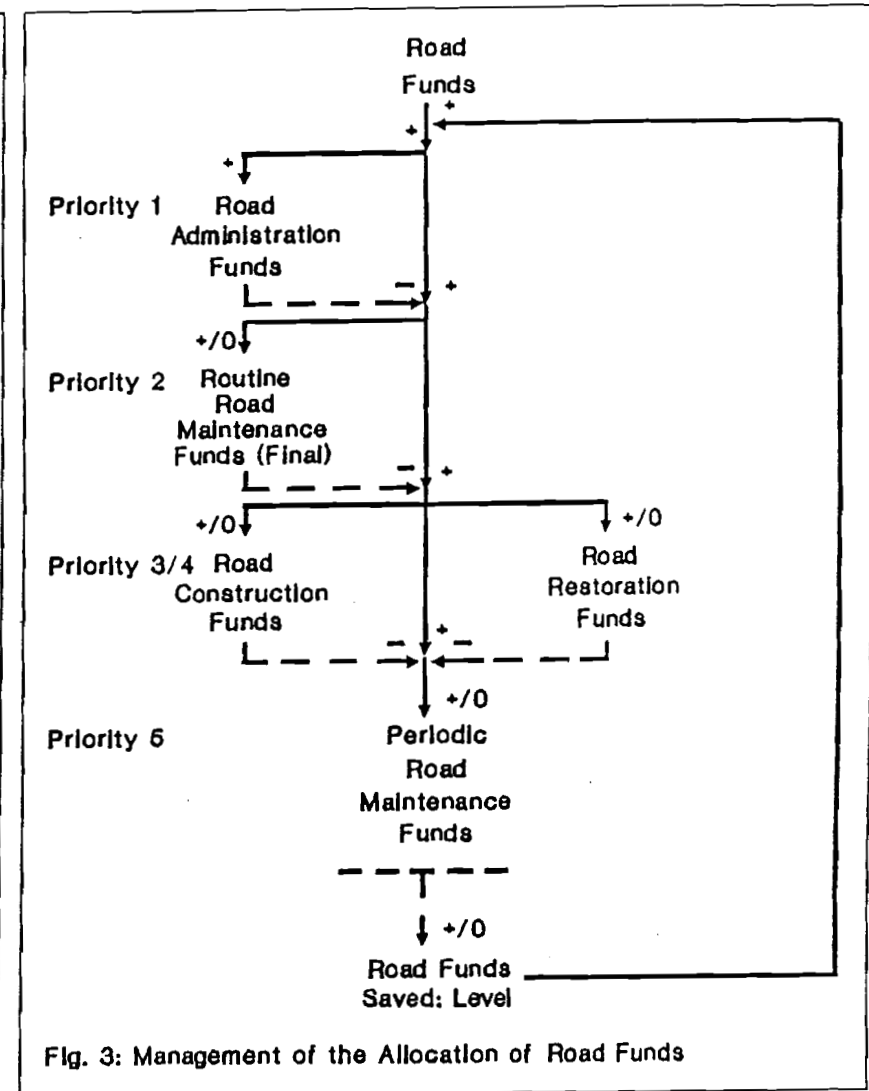 Road
Funds
+
+
+
Priority 1 Road
Administration
Funds
– +
+/0
Priority 2 Routine
Road
Maintenance
Funds (Final)
– +
+/0 +/0
Priority 3/4 Road
Construction
Funds
Road
Restoration
Funds
– + –
+/0
Priority 5
Periodic
Road
Maintenance
Funds
+/0
Road Funds
Saved: Level
Fig. 3: Management of the Allocation of Road Funds